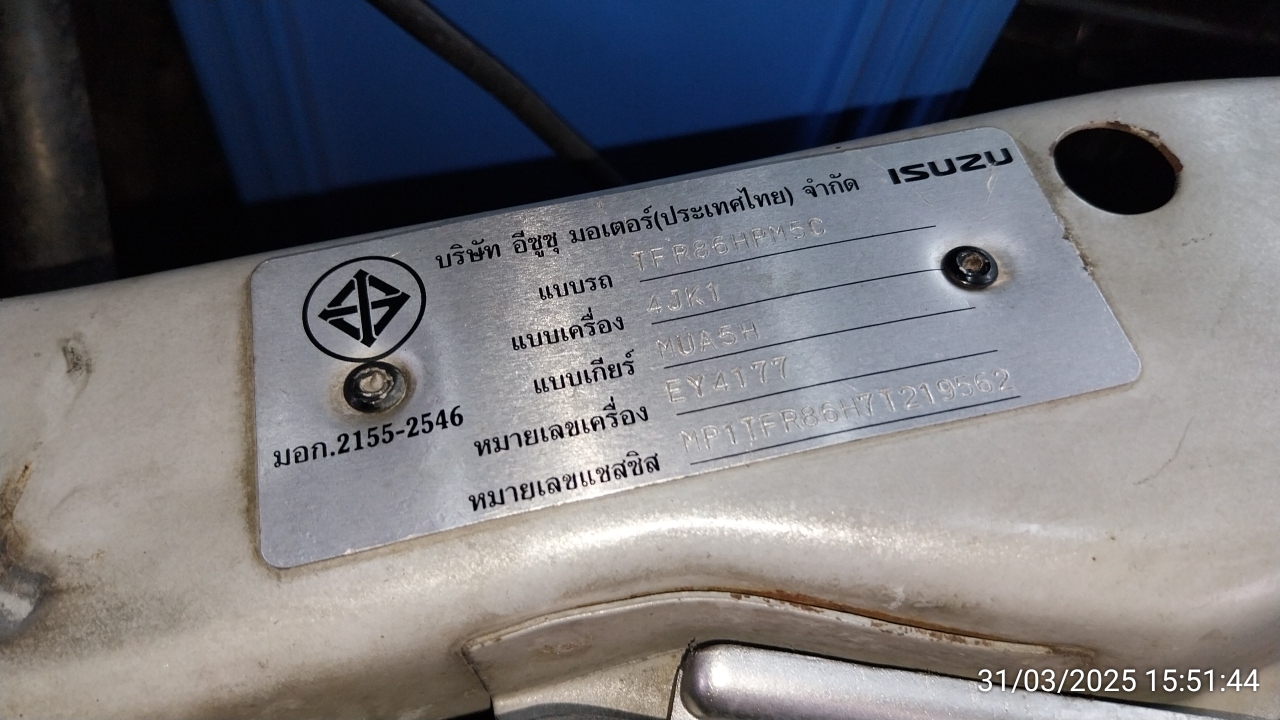 ISUZU
บริษัท อีซูซุ มอเตอร์(ประเทศไทย) จำกัด
แบบรถ TFR86HPM5C
แบบเครื่อง 4JK1
แบบเกียร์ MUA5H
หมายเลขเครื่อง EY4177
หมายเลขแชสซิส MP1TFR86H7T219562
มอก.2155-2546
31/03/2025 15:51:44